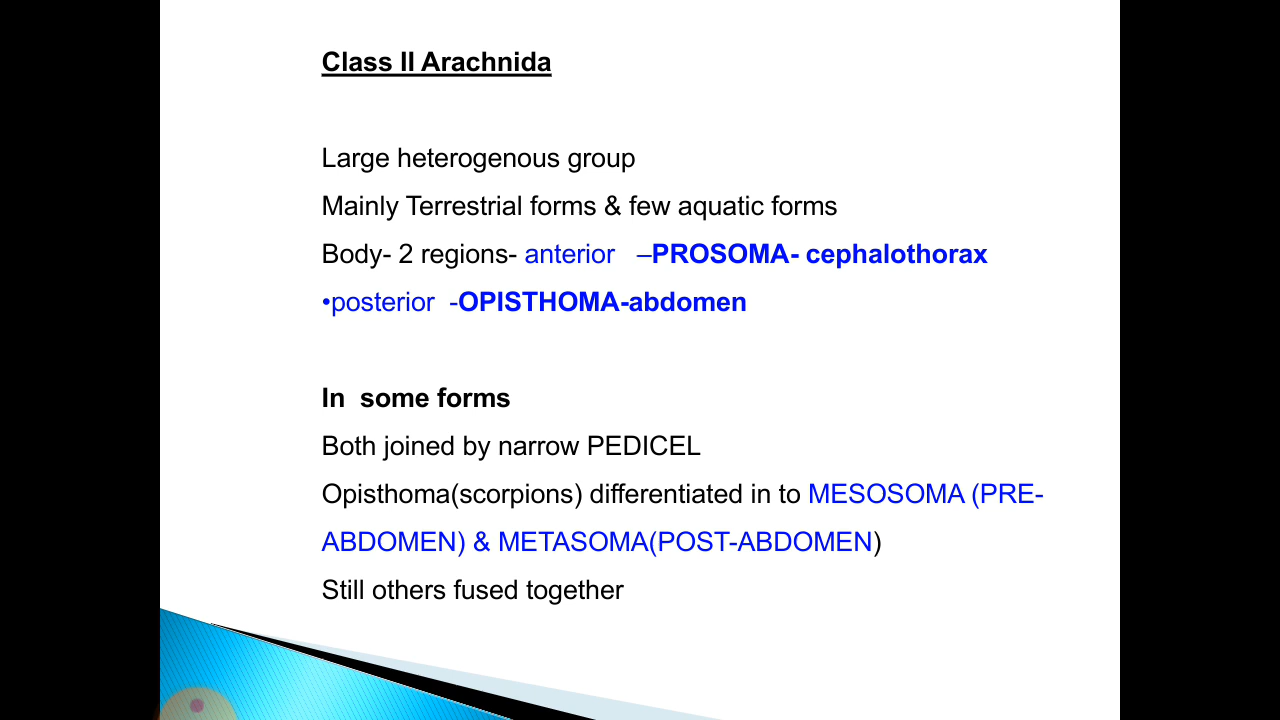 Class II Arachnida
Large heterogenous group
Mainly Terrestrial forms & few aquatic forms
Body- 2 regions- anterior –PROSOMA- cephalothorax
•posterior -OPISTHOMA-abdomen
In some forms
Both joined by narrow PEDICEL
Opisthoma(scorpions) differentiated in to MESOSOMA (PRE-
ABDOMEN) & METASOMA(POST-ABDOMEN)
Still others fused together